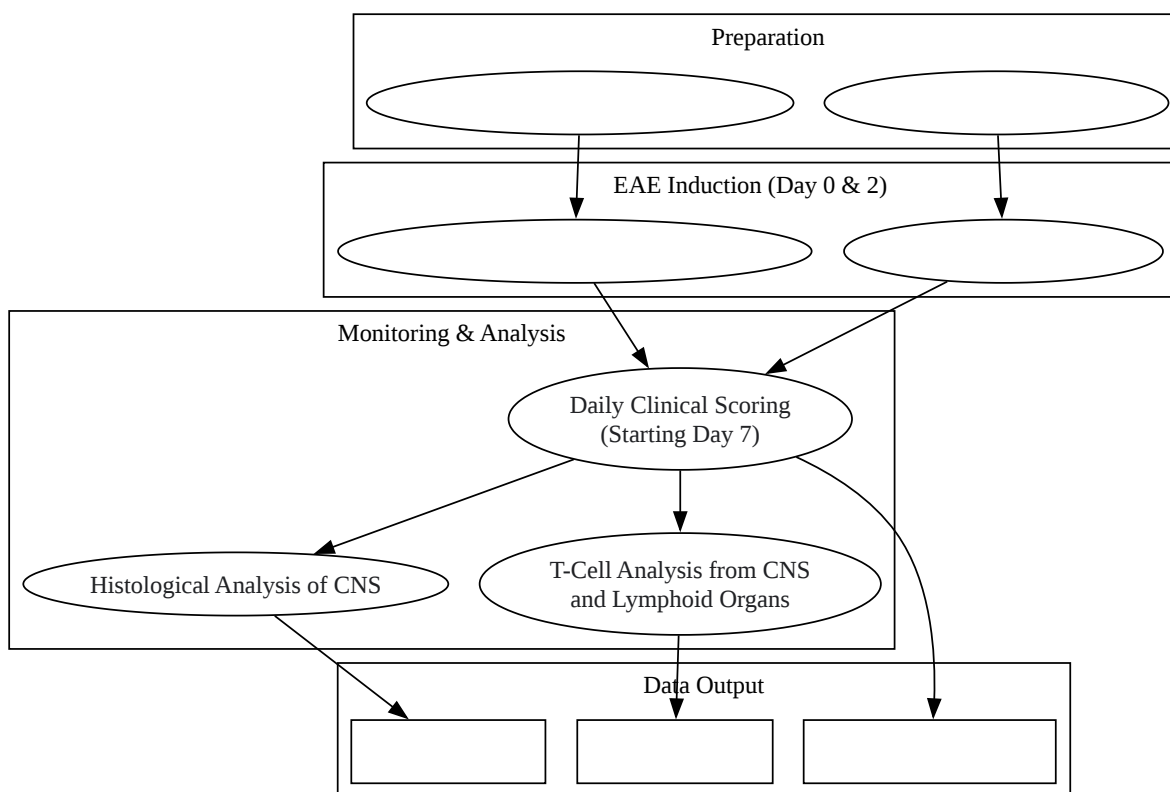 Preparation
EAE Induction (Day 0 & 2)
Monitoring & Analysis
Daily Clinical Scoring
(Starting Day 7)
Histological Analysis of CNS
T-Cell Analysis from CNS
and Lymphoid Organs
Data Output